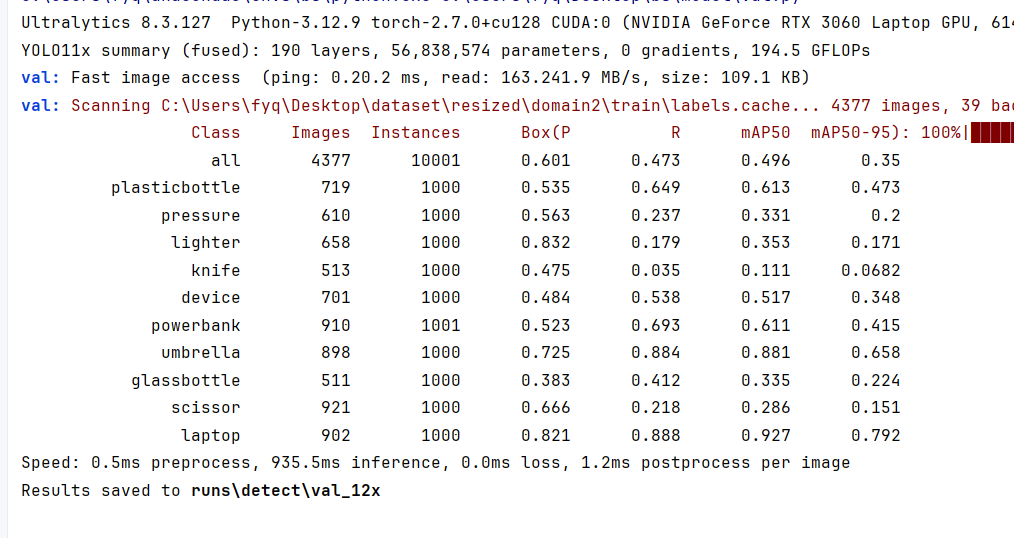 Ultralytics 8.3.127 Python-3.12.9 torch-2.7.0+cu128 CUDA:0 (NVIDIA GeForce RTX 3060 Laptop GPU,
YOLO11x summary (fused): 190 layers, 56,838,574 parameters, 0 gradients, 194.5 GFLOPs
val: Fast image access (ping: 0.20.2 ms, read: 163.241.9 MB/s, size: 109.1 KB)
val: Scanning C:\Users\fyq\Desktop\dataset\resized\domain2\train\labels.cache... 4377 images, 39
Class Images Instances Box(P R mAP50 mAP50-95): 100%|
all 4377 10001 0.601 0.473 0.496 0.35
plasticbottle 719 1000 0.535 0.649 0.613 0.473
pressure 610 1000 0.563 0.237 0.331 0.2
lighter 658 1000 0.832 0.179 0.353 0.171
knife 513 1000 0.475 0.035 0.111 0.0682
device 701 1000 0.484 0.538 0.517 0.348
powerbank 910 1001 0.523 0.693 0.611 0.415
umbrella 898 1000 0.725 0.884 0.881 0.658
glassbottle 511 1000 0.383 0.412 0.335 0.224
scissor 921 1000 0.666 0.218 0.286 0.151
laptop 902 1000 0.821 0.888 0.927 0.792
Speed: 0.5ms preprocess, 935.5ms inference, 0.0ms loss, 1.2ms postprocess per image
Results saved to runs\detect\val_12x